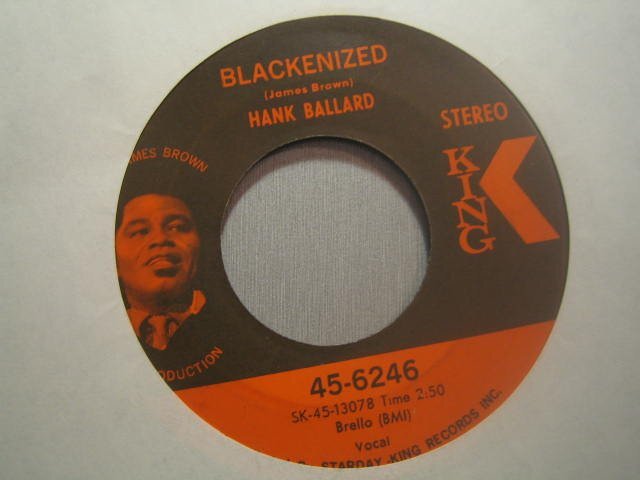 BLACKENIZED
(James Brown)
HANK BALLARD
STEREO
KING
AMES BROWN
ODUCTION
45-6246
SK-45-13078 Time 2:50
Brello (BMI)
Vocal
STARDAY-KING RECORDS INC.